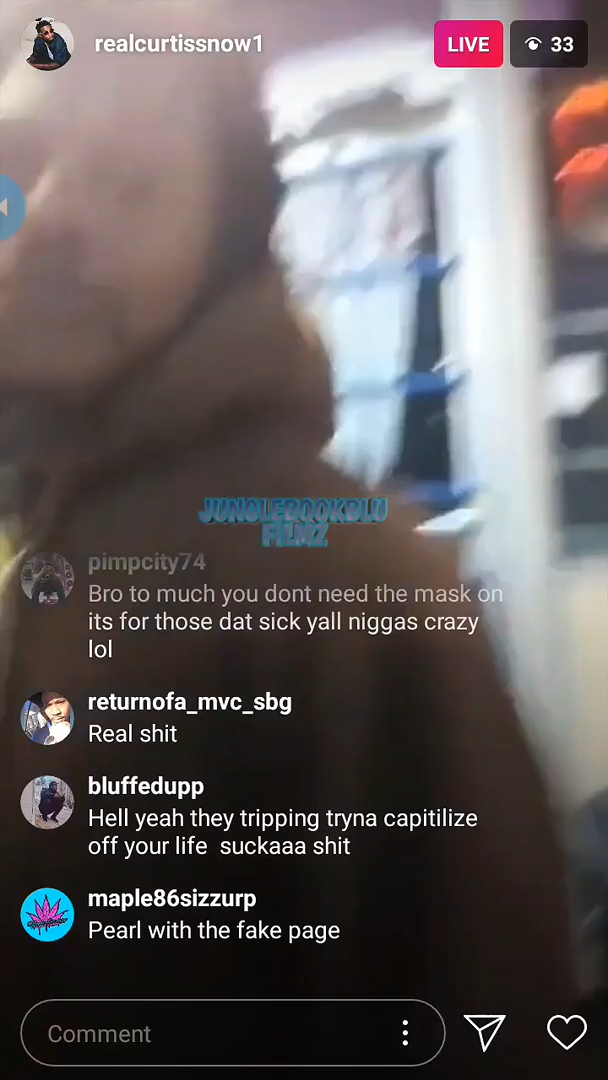 realcurtissnow1
LIVE
33
JUNGLEBOOKBLU
FILMZ
pimpcity74
Bro to much you dont need the mask on
its for those dat sick yall niggas crazy
lol
returnofa_mvc_sbg
Real shit
bluffedupp
Hell yeah they tripping tryna capitilize
off your life suckaaa shit
maple86sizzurp
Pearl with the fake page
Comment